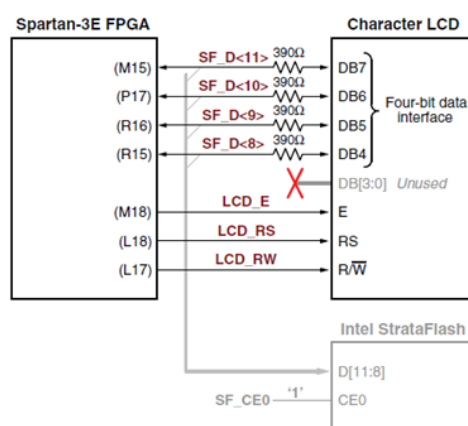 Spartan-3E FPGA Character LCD
(M15) SF_D<11> 390Ω DB7
(P17) SF_D<10> 390Ω DB6
(R16) SF_D<9> 390Ω DB5
(R15) SF_D<8> 390Ω DB4
Four-bit data
interface
DB[3:0] Unused
(M18) LCD_E E
(L18) LCD_RS RS
(L17) LCD_RW R/W̅
Intel StrataFlash
D[11:8]
SF_CE0 '1' CE0